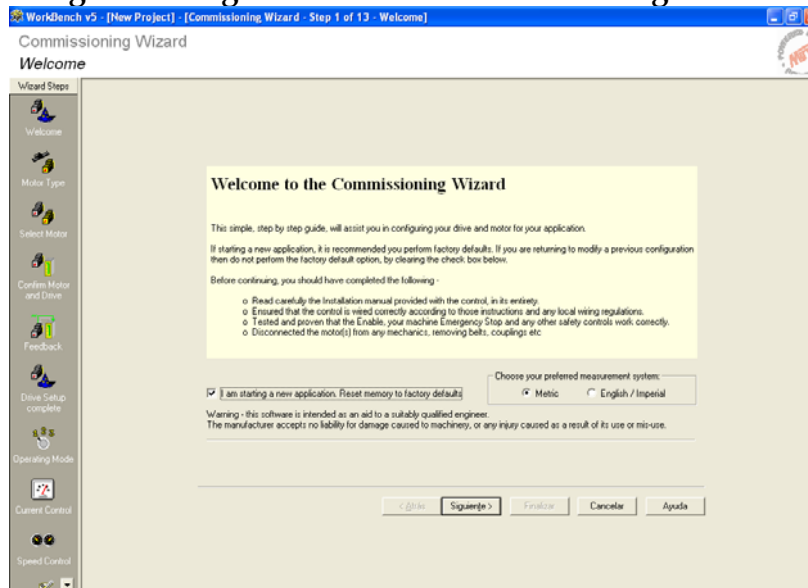 WorkBench v5 - [New Project] - [Commissioning Wizard - Step 1 of 13 - Welcome]
Commissioning Wizard
Welcome
Wizard Steps
Welcome
Motor Type
Select Motor
Confirm Motor
and Drive
Feedback
Drive Setup
complete
Operating Mode
Current Control
Speed Control
Welcome to the Commissioning Wizard
This simple, step by step guide, will assist you in configuring your drive and motor for your application.
If starting a new application, it is recommended you perform factory defaults. If you are returning to modify a previous configuration
then do not perform the factory default option, by clearing the check box below.
Before continuing, you should have completed the following -
o Read carefully the Installation manual provided with the control, in its entirety.
o Ensured that the control is wired correctly according to those instructions and any local wiring regulations.
o Tested and proven that the Enable, your machine Emergency Stop and any other safety controls work correctly.
o Disconnected the motor(s) from any mechanics, removing belts, couplings etc
I am starting a new application. Reset memory to factory defaults
Choose your preferred measurement system:
Metric English / Imperial
Warning - this software is intended as an aid to a suitably qualified engineer.
The manufacturer accepts no liability for damage caused to machinery, or any injury caused as a result of its use or mis-use.
< Atrás Siguiente > Finalizar Cancelar Ayuda